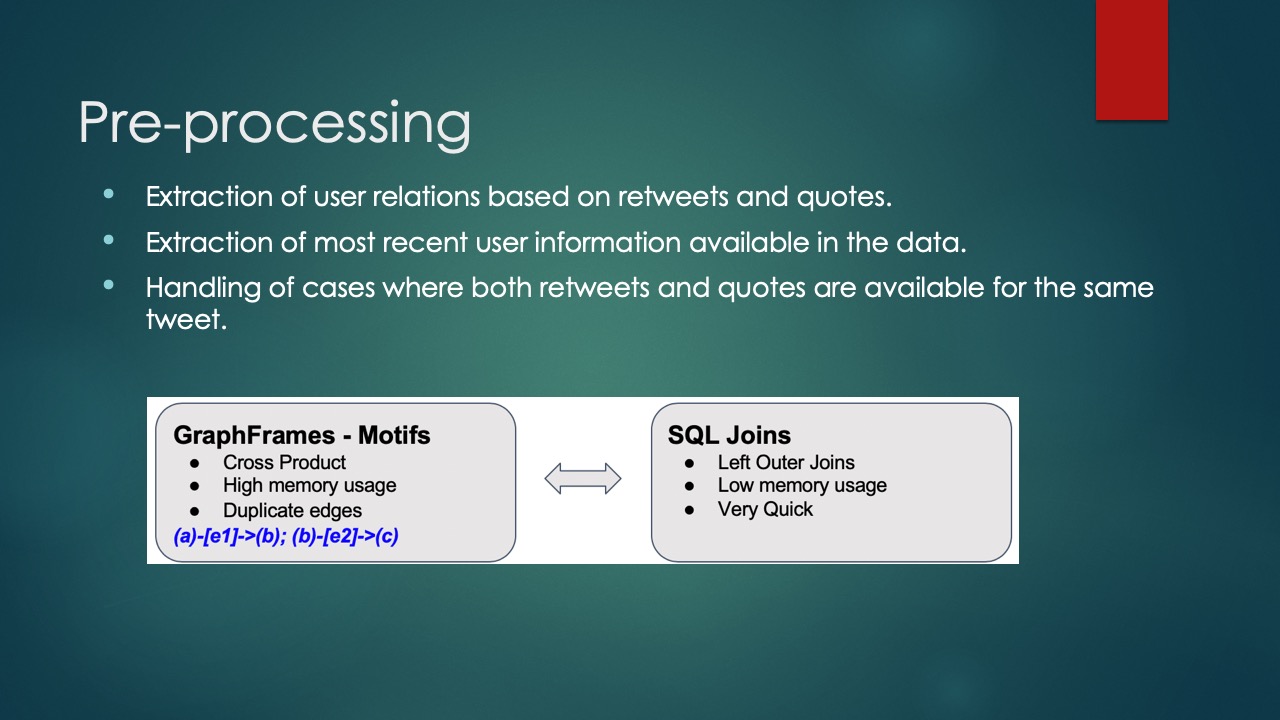 Pre-processing
• Extraction of user relations based on retweets and quotes.
• Extraction of most recent user information available in the data.
• Handling of cases where both retweets and quotes are available for the same
tweet.
GraphFrames - Motifs
● Cross Product
● High memory usage
● Duplicate edges
(a)-[e1]->(b); (b)-[e2]->(c)
SQL Joins
● Left Outer Joins
● Low memory usage
● Very Quick